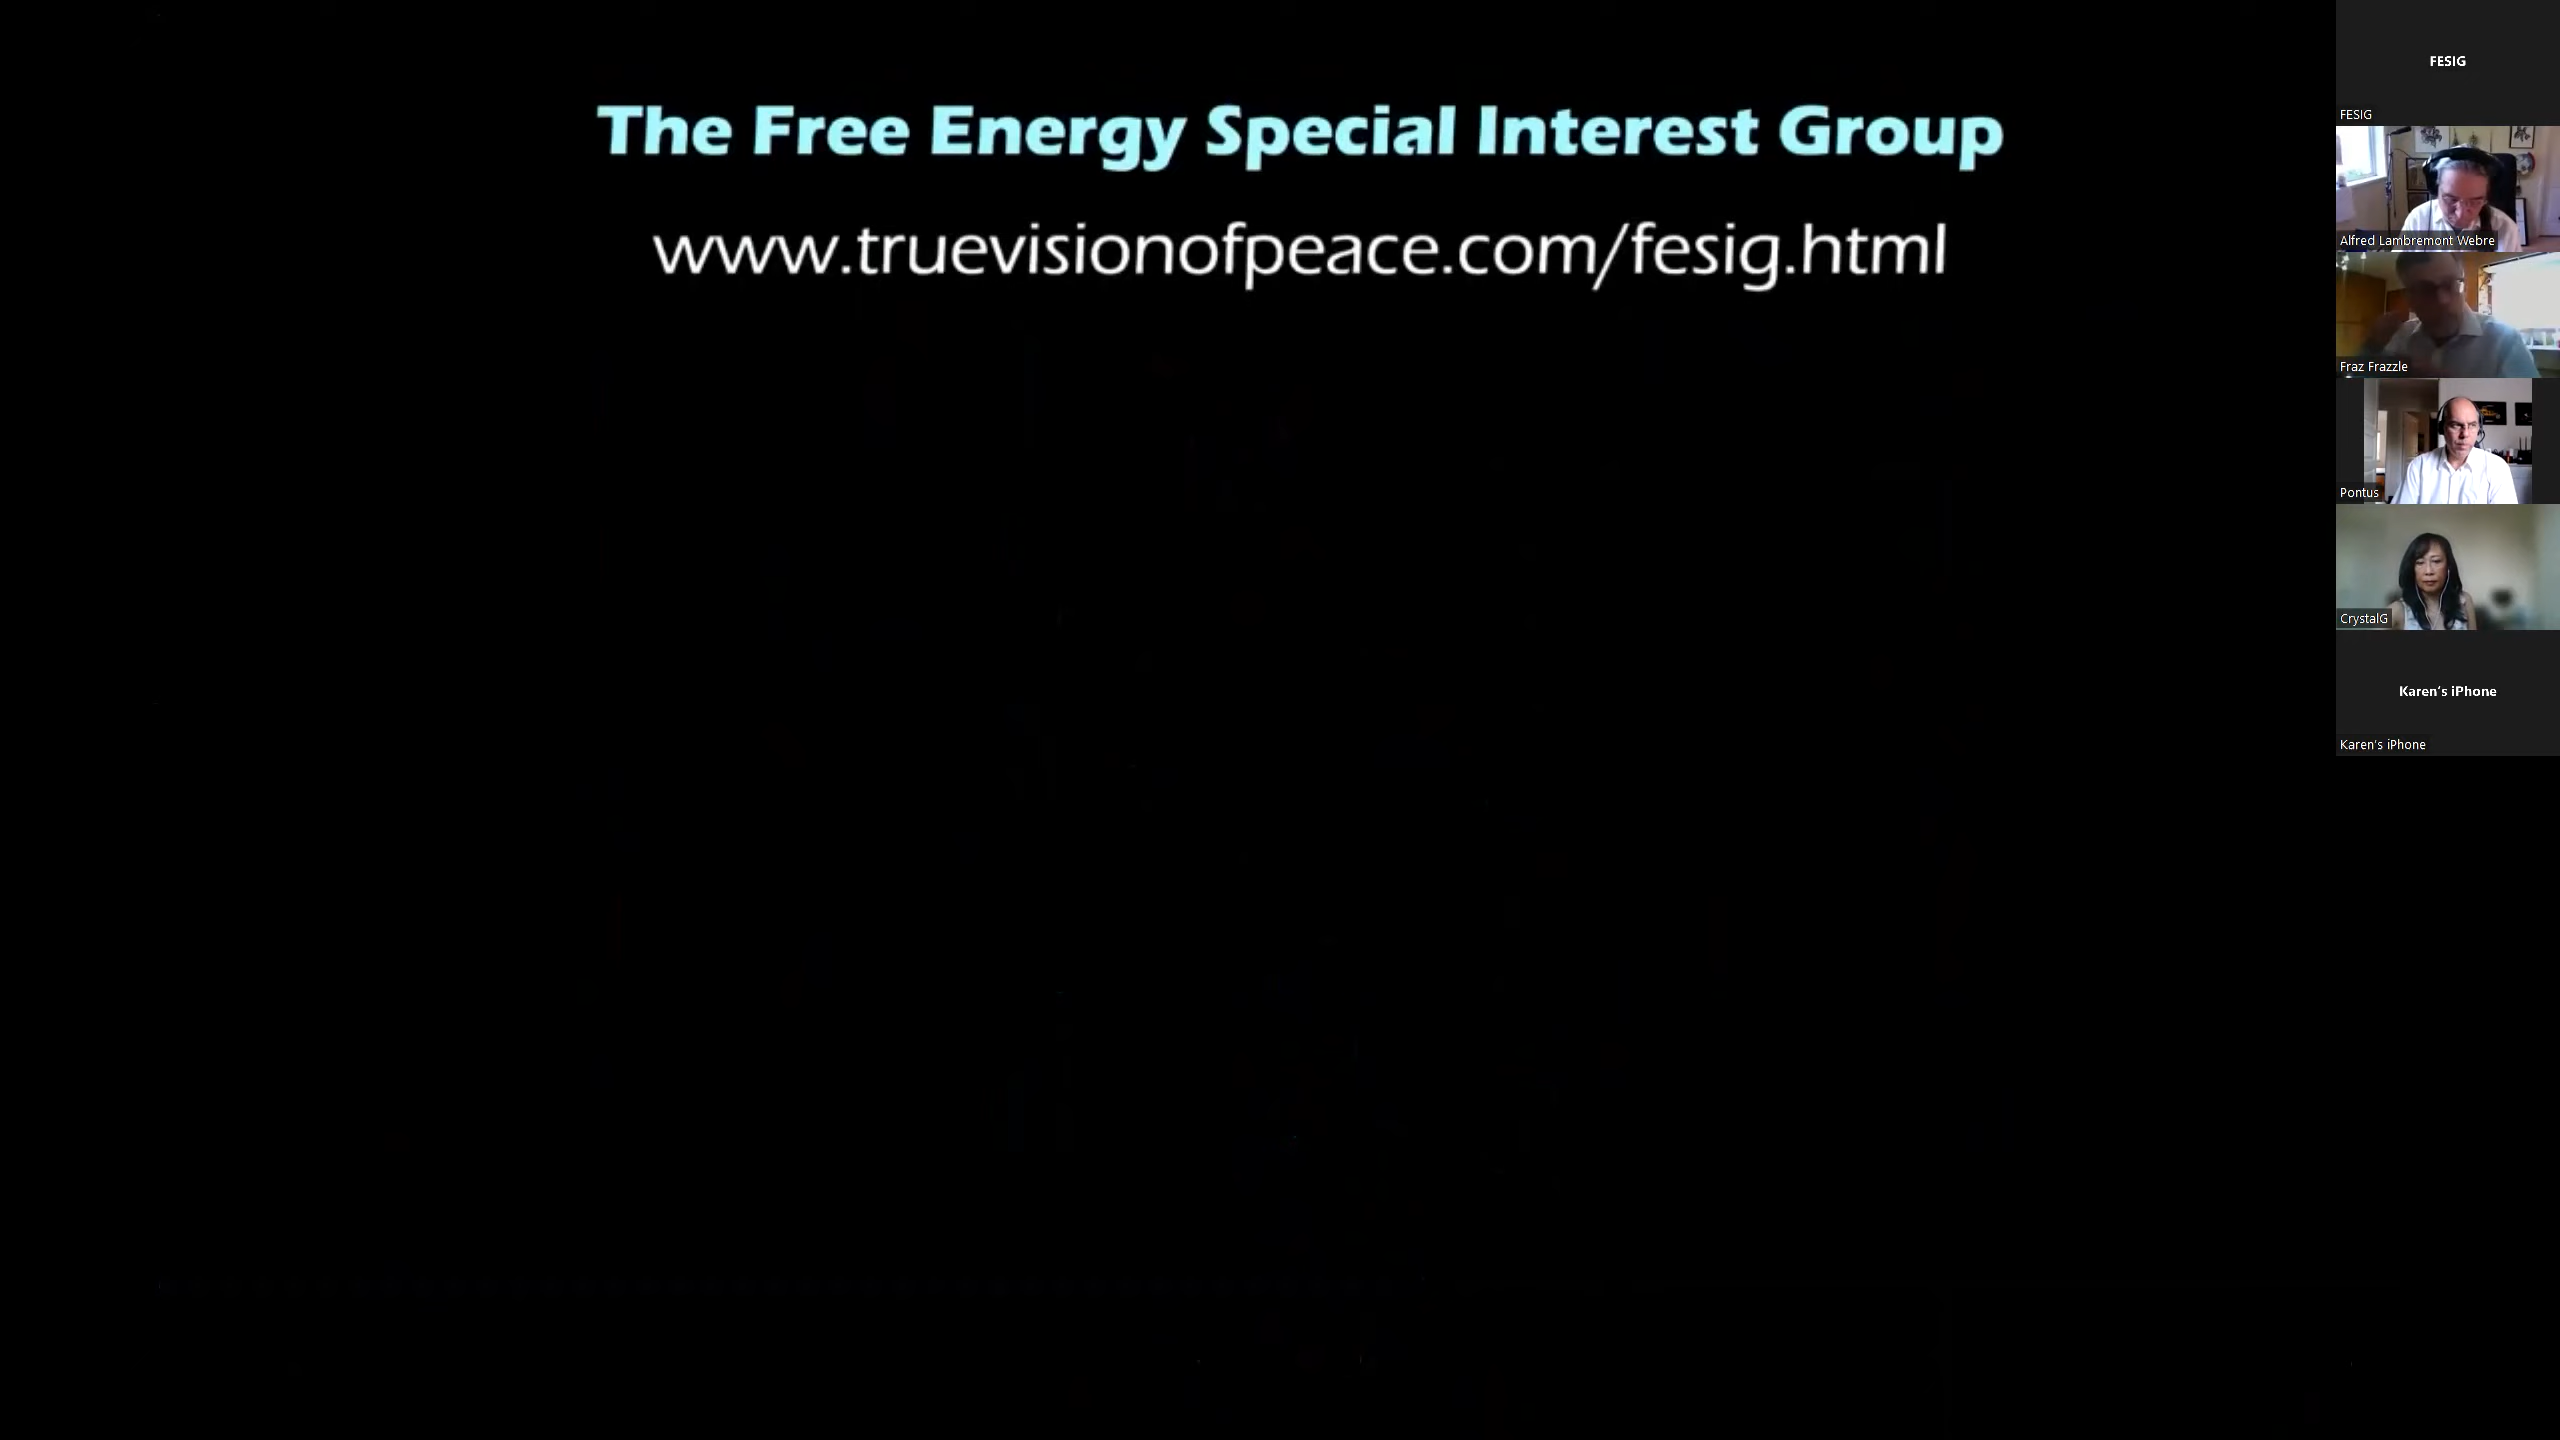 The Free Energy Special Interest Group
www.truevisionofpeace.com/fesig.html
FESIG
FESIG
Alfred Lambremont Webre
Fraz Frazzle
Pontus
CrystalG
Karen's iPhone
Karen's iPhone